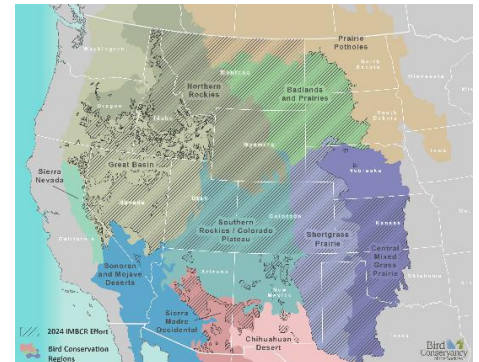 Washington
Prairie
Potholes
Montana
North
Dakota
Minnesota
Northern
Rockies
Badlands
and Prairies
Oregon
Idaho
South
Dakota
Wyoming
Iowa
Great Basin
Sierra
Nevada
Nebraska
Nevada
Utah
Southern
Rockies / Colorado
Plateau
Colorado
Kansas
Shortgrass
Prairie
California
Central
Mixed
Grass
Prairie
Sonoran
and Mojave
Deserts
Arizona
New
Mexico
Oklahoma
Sierra
Madre
Occidental
Chihuahuan
Desert
Texas
2024 IMBCR Effort
Bird Conservation
Regions
Bird
Conservancy